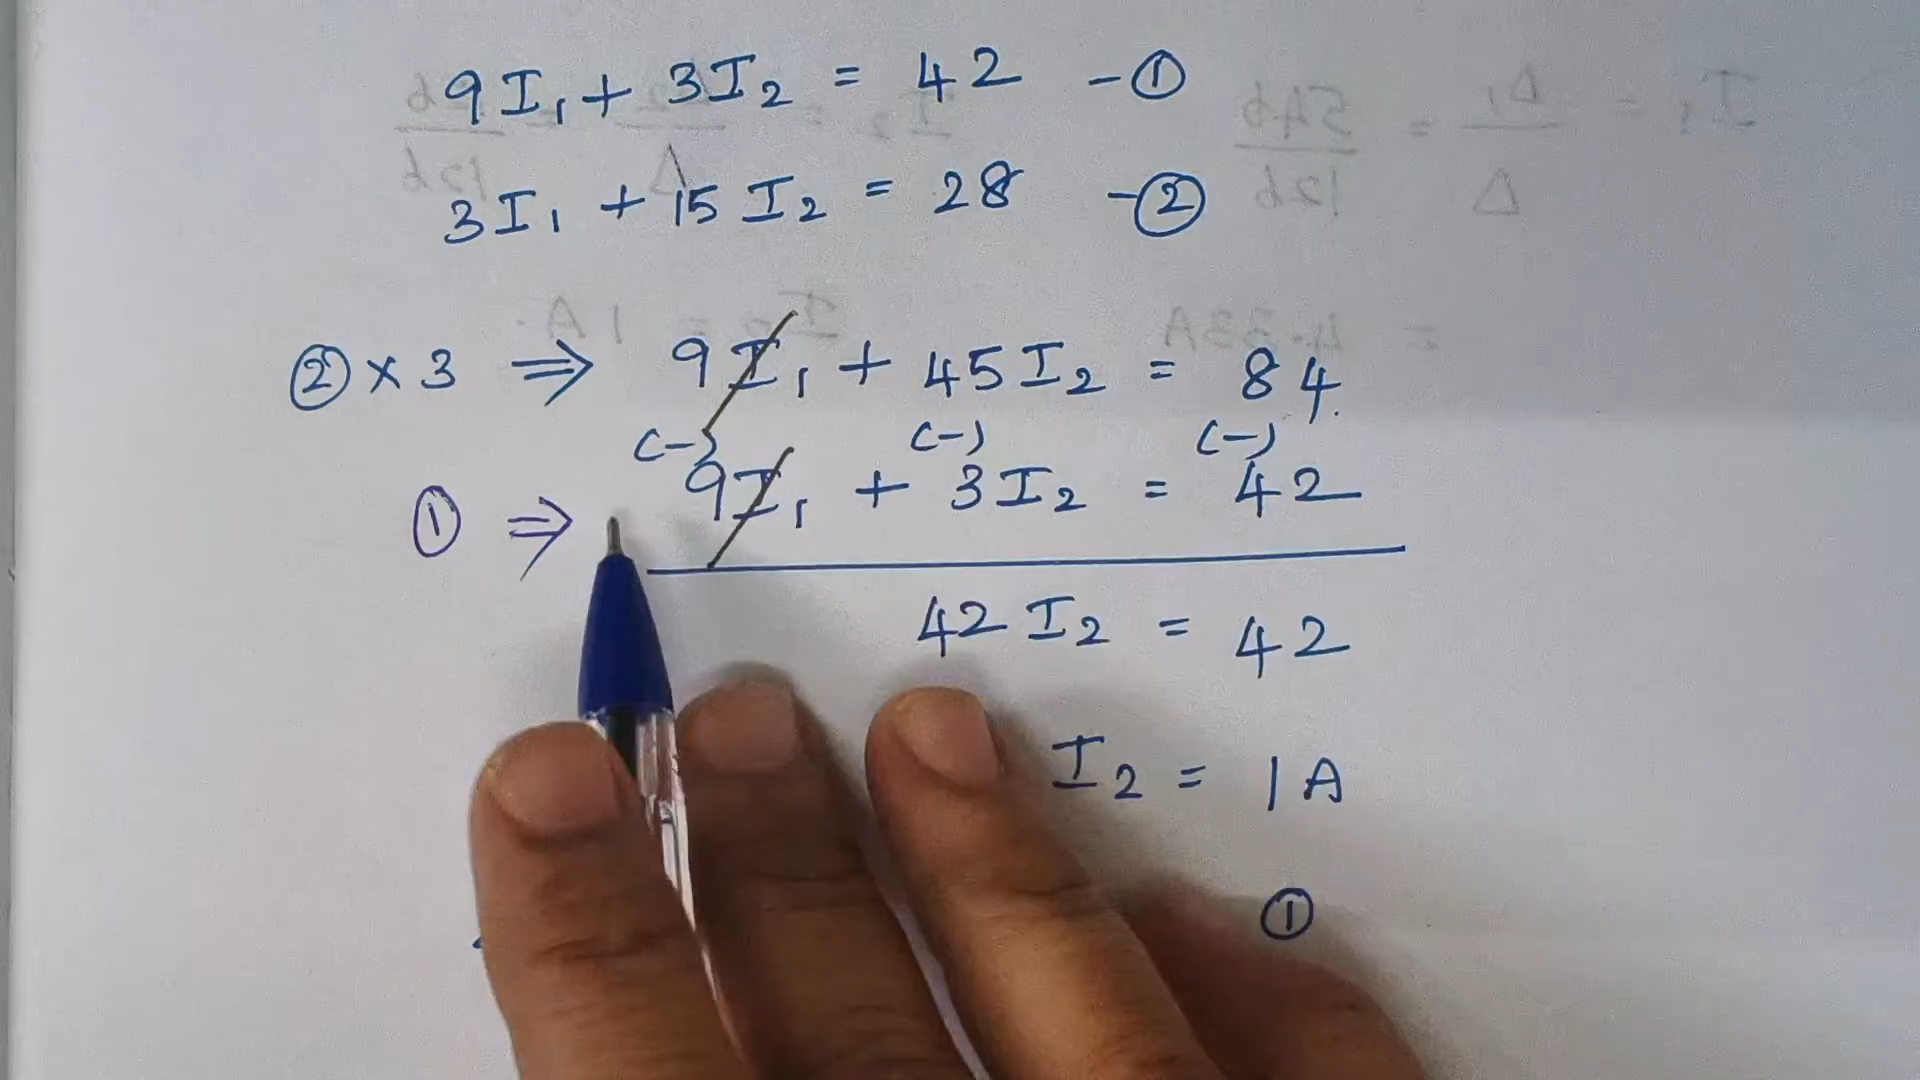 9I₁ + 3I₂ = 42 -①
3I₁ + 15I₂ = 28 -②
② × 3 ⇒ 9I₁ + 45I₂ = 84
(-) (-) (-)
① ⇒ 9I₁ + 3I₂ = 42
42I₂ = 42
I₂ = 1A
①